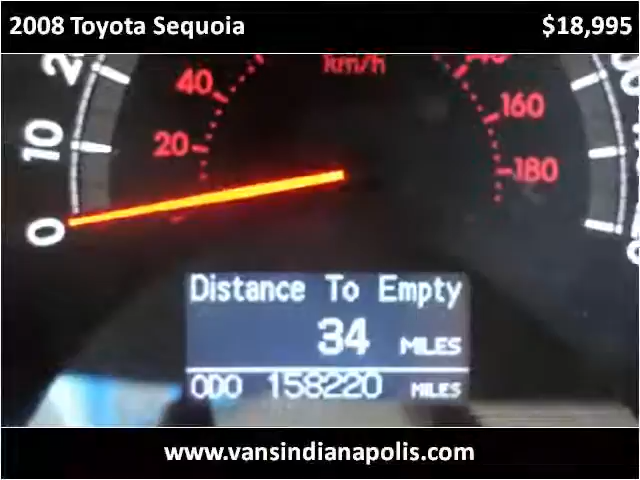 2008 Toyota Sequoia $18,995
km/h
40
20
160
180
10
0
Distance To Empty
34 MILES
ODO 158220 MILES
www.vansindianapolis.com